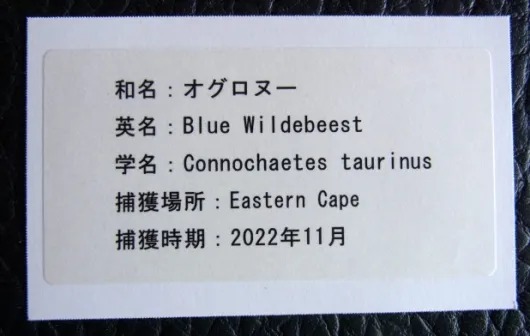 和名：オグロヌー
英名：Blue Wildebeest
学名：Connochaetes taurinus
捕獲場所：Eastern Cape
捕獲時期：2022年11月